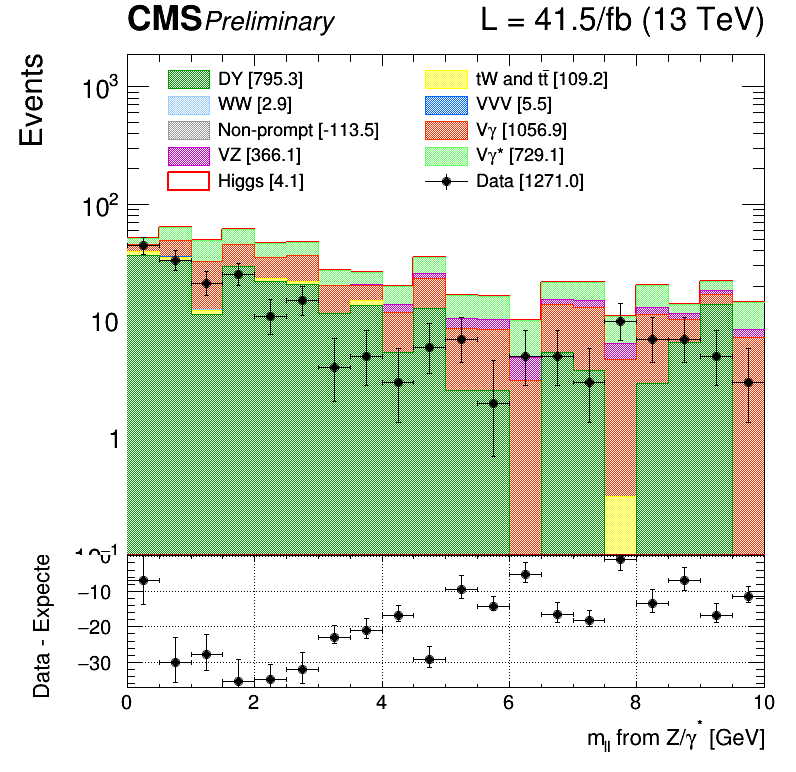 CMS Preliminary L = 41.5/fb (13 TeV)
Events
DY [795.3]
WW [2.9]
Non-prompt [-113.5]
VZ [366.1]
Higgs [4.1]
tW and tt̄ [109.2]
VVV [5.5]
Vγ [1056.9]
Vγ* [729.1]
Data [1271.0]
10³
10²
10
1
Data - Expecte
−10
−20
−30
0 2 4 6 8 10
m_ll from Z/γ* [GeV]